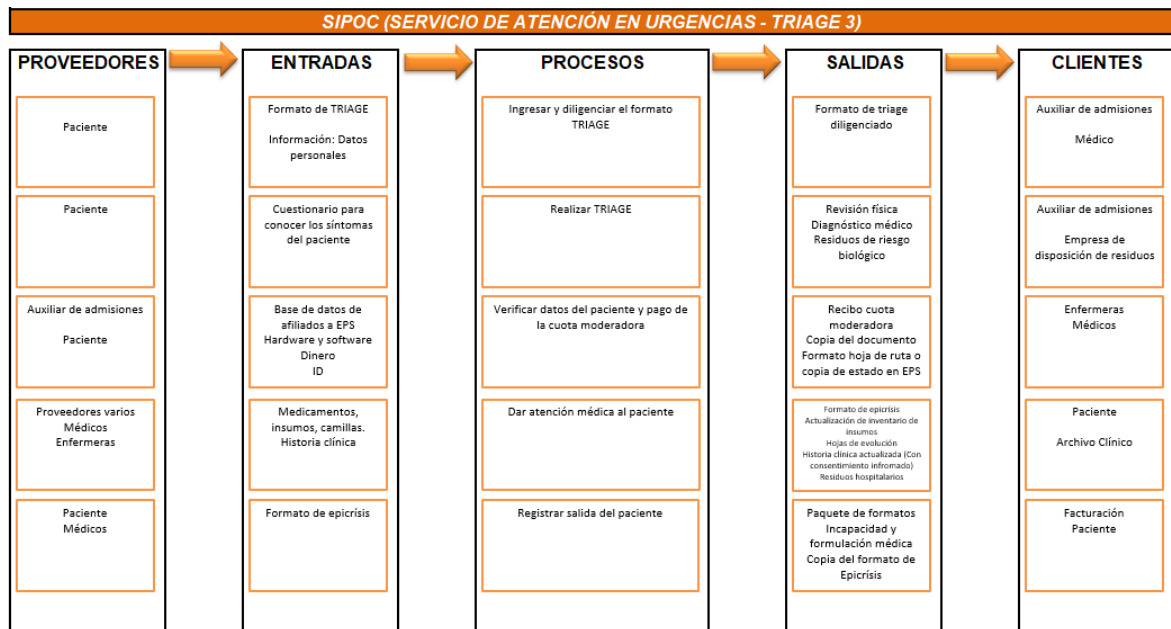 SIPOC (SERVICIO DE ATENCIÓN EN URGENCIAS - TRIAGE 3)
PROVEEDORES
ENTRADAS
PROCESOS
SALIDAS
CLIENTES
Paciente
Formato de TRIAGE
Información: Datos
personales
Ingresar y diligenciar el formato
TRIAGE
Formato de triage
diligenciado
Auxiliar de admisiones
Médico
Paciente
Cuestionario para
conocer los síntomas
del paciente
Realizar TRIAGE
Revisión física
Diagnóstico médico
Residuos de riesgo
biológico
Auxiliar de admisiones
Empresa de
disposición de residuos
Auxiliar de admisiones
Paciente
Base de datos de
afiliados a EPS
Hardware y software
Dinero
ID
Verificar datos del paciente y pago de
la cuota moderadora
Recibo cuota
moderadora
Copia del documento
Formato hoja de ruta o
copia de estado en EPS
Enfermeras
Médicos
Proveedores varios
Médicos
Enfermeras
Medicamentos,
insumos, camillas.
Historia clínica
Dar atención médica al paciente
Formato de epicrísis
Actualización de inventario de
insumos
Hojas de evolución
Historia clínica actualizada (Con
consentimiento infromado)
Residuos hospitalarios
Paciente
Archivo Clínico
Paciente
Médicos
Formato de epicrísis
Registrar salida del paciente
Paquete de formatos
Incapacidad y
formulación médica
Copia del formato de
Epicrísis
Facturación
Paciente